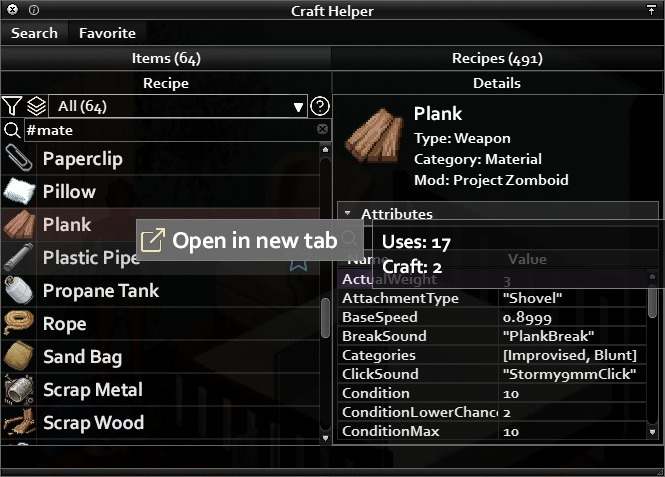 Craft Helper
Search Favorite
Items (64) Recipes (491)
Recipe
All (64)
#mate
Paperclip
Pillow
Plank
Plastic Pipe
Propane Tank
Rope
Sand Bag
Scrap Metal
Scrap Wood
Open in new tab
Details
Plank
Type: Weapon
Category: Material
Mod: Project Zomboid
Attributes
Uses: 17
Craft: 2
Name Value
ActualWeight 3
AttachmentType "Shovel"
BaseSpeed 0.8999
BreakSound "PlankBreak"
Categories [Improvised, Blunt]
ClickSound "Stormy9mmClick"
Condition 10
ConditionLowerChance 2
ConditionMax 10